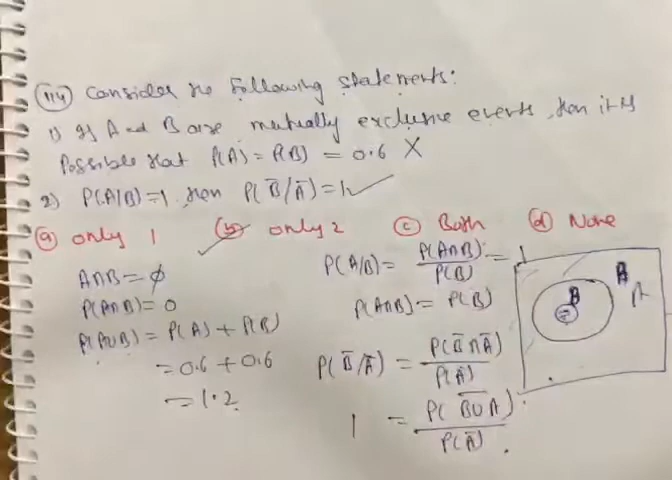 (114) Consider the following statements:
1) If A and B are mutually exclusive events, then it is
Possible that P(A) = P(B) = 0.6 ×
2) P(A/B) = 1, then P(B̅/A̅) = 1 ✓
(a) only 1 (b) only 2 (c) Both (d) None
A∩B = ϕ
P(A∩B) = 0
P(A∪B) = P(A) + P(B)
= 0.6 + 0.6
= 1.2
P(A/B) = P(A∩B) / P(B) = 1
P(A∩B) = P(B)
P(B̅/A̅) = P(B̅∩A̅) / P(A̅)
1 = P(B∪A)̅ / P(A̅)
B
A